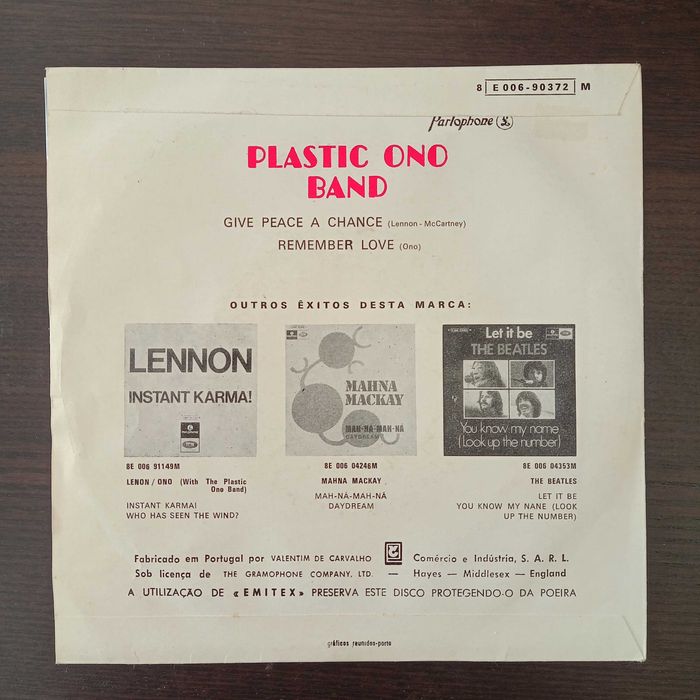 8 E 006-90372 M
Parlophone
PLASTIC ONO
BAND
GIVE PEACE A CHANCE (Lennon - McCartney)
REMEMBER LOVE (Ono)
OUTROS ÊXITOS DESTA MARCA:
LENNON
INSTANT KARMA!
8E 006 91149M
LENON / ONO (With The Plastic
Ono Band)
INSTANT KARMA!
WHO HAS SEEN THE WIND?
MAHNA
MACKAY
MAH-NÁ-MAH-NÁ
DAYDREAM
8E 006 04246M
MAHNA MACKAY
MAH-NÁ-MAH-NÁ
DAYDREAM
Let it be
THE BEATLES
You know my name
(Look up the number)
8E 006 04353M
THE BEATLES
LET IT BE
YOU KNOW MY NANE (LOOK
UP THE NUMBER)
Fabricado em Portugal por VALENTIM DE CARVALHO Comércio e Indústria, S. A. R. L.
Sob licença de THE GRAMOPHONE COMPANY, LTD. — Hayes — Middlesex — England
A UTILIZAÇÃO DE «EMITEX» PRESERVA ESTE DISCO PROTEGENDO-O DA POEIRA
gráficos reunidos-porto